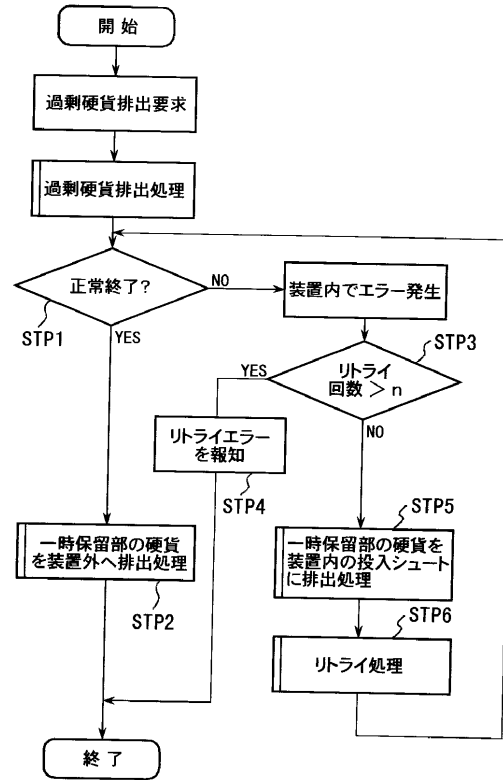 開 始
過剰硬貨排出要求
過剰硬貨排出処理
正常終了?
NO
装置内でエラー発生
STP1
YES
STP3
リトライ
回数 > n
YES
NO
リトライエラー
を報知
STP4
STP5
一時保留部の硬貨
を装置外へ排出処理
STP2
一時保留部の硬貨を
装置内の投入シュート
に排出処理
STP6
リトライ処理
終 了